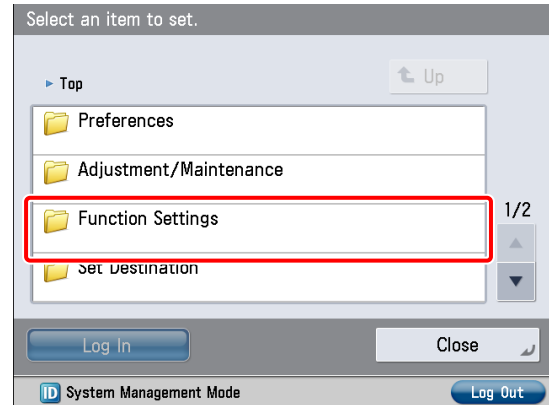 Select an item to set.
Top
Up
Preferences
Adjustment/Maintenance
Function Settings
1/2
Set Destination
Log In
Close
ID System Management Mode
Log Out